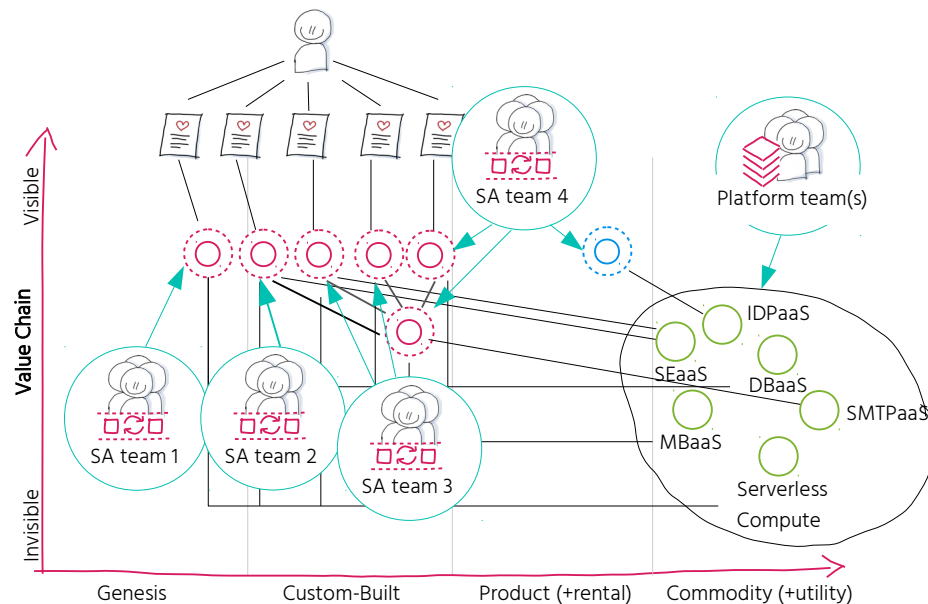 SA team 4
Platform team(s)
Visible
Value Chain
Invisible
IDPaaS
SEaaS
DBaaS
SMTPaaS
MBaaS
SA team 1
SA team 2
SA team 3
Serverless
Compute
Genesis
Custom-Built
Product (+rental)
Commodity (+utility)